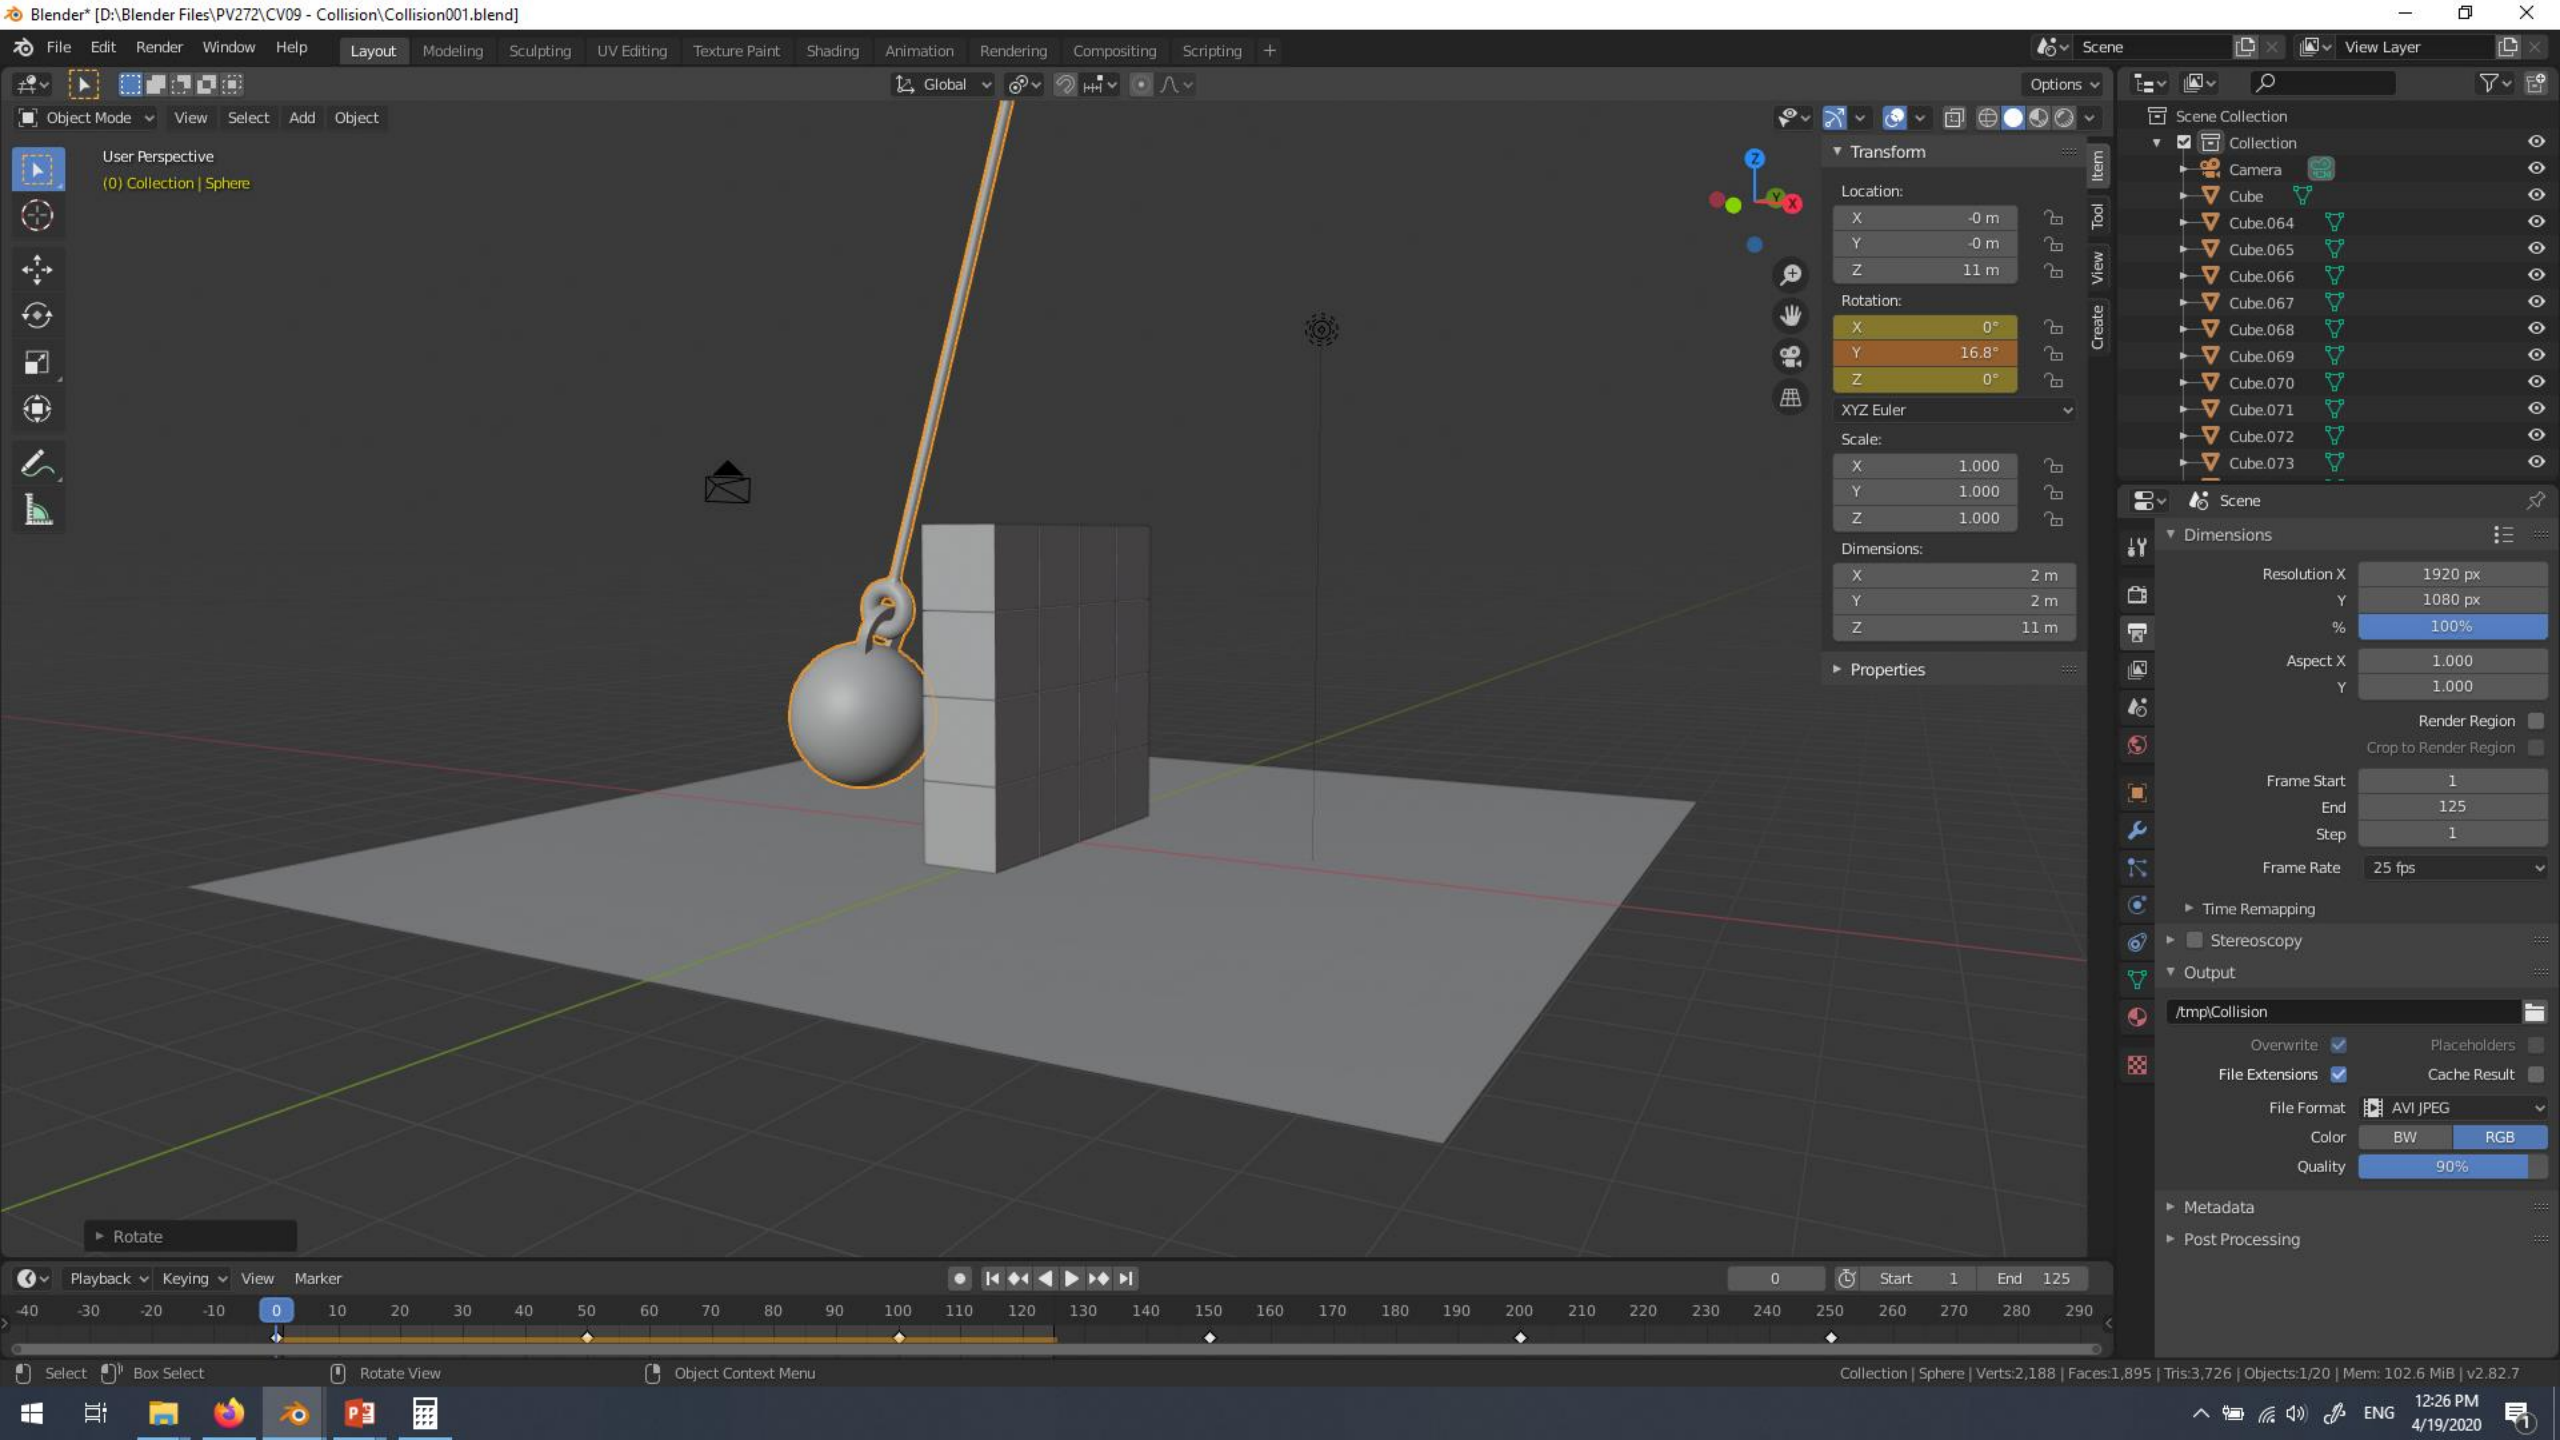 Blender* [D:\Blender Files\PV272\CV09 - Collision\Collision001.blend]
File Edit Render Window Help Layout Modeling Sculpting UV Editing Texture Paint Shading Animation Rendering Compositing Scripting + Scene View Layer
Global Options
Object Mode View Select Add Object
User Perspective
(0) Collection | Sphere
Z
Y
X
Transform
Location:
X -0 m
Y -0 m
Z 11 m
Rotation:
X 0°
Y 16.8°
Z 0°
XYZ Euler
Scale:
X 1.000
Y 1.000
Z 1.000
Dimensions:
X 2 m
Y 2 m
Z 11 m
Properties
Item
Tool
View
Create
Scene Collection
Collection
Camera
Cube
Cube.064
Cube.065
Cube.066
Cube.067
Cube.068
Cube.069
Cube.070
Cube.071
Cube.072
Cube.073
Scene
Dimensions
Resolution X 1920 px
Y 1080 px
% 100%
Aspect X 1.000
Y 1.000
Render Region
Crop to Render Region
Frame Start 1
End 125
Step 1
Frame Rate 25 fps
Time Remapping
Stereoscopy
Output
/tmp\Collision
Overwrite Placeholders
File Extensions Cache Result
File Format AVI JPEG
Color BW RGB
Quality 90%
Metadata
Post Processing
Rotate
Playback Keying View Marker 0 Start 1 End 125
-40 -30 -20 -10 0 10 20 30 40 50 60 70 80 90 100 110 120 130 140 150 160 170 180 190 200 210 220 230 240 250 260 270 280 290
Select Box Select Rotate View Object Context Menu Collection | Sphere | Verts:2,188 | Faces:1,895 | Tris:3,726 | Objects:1/20 | Mem: 102.6 MiB | v2.82.7
ENG
12:26 PM
4/19/2020
1